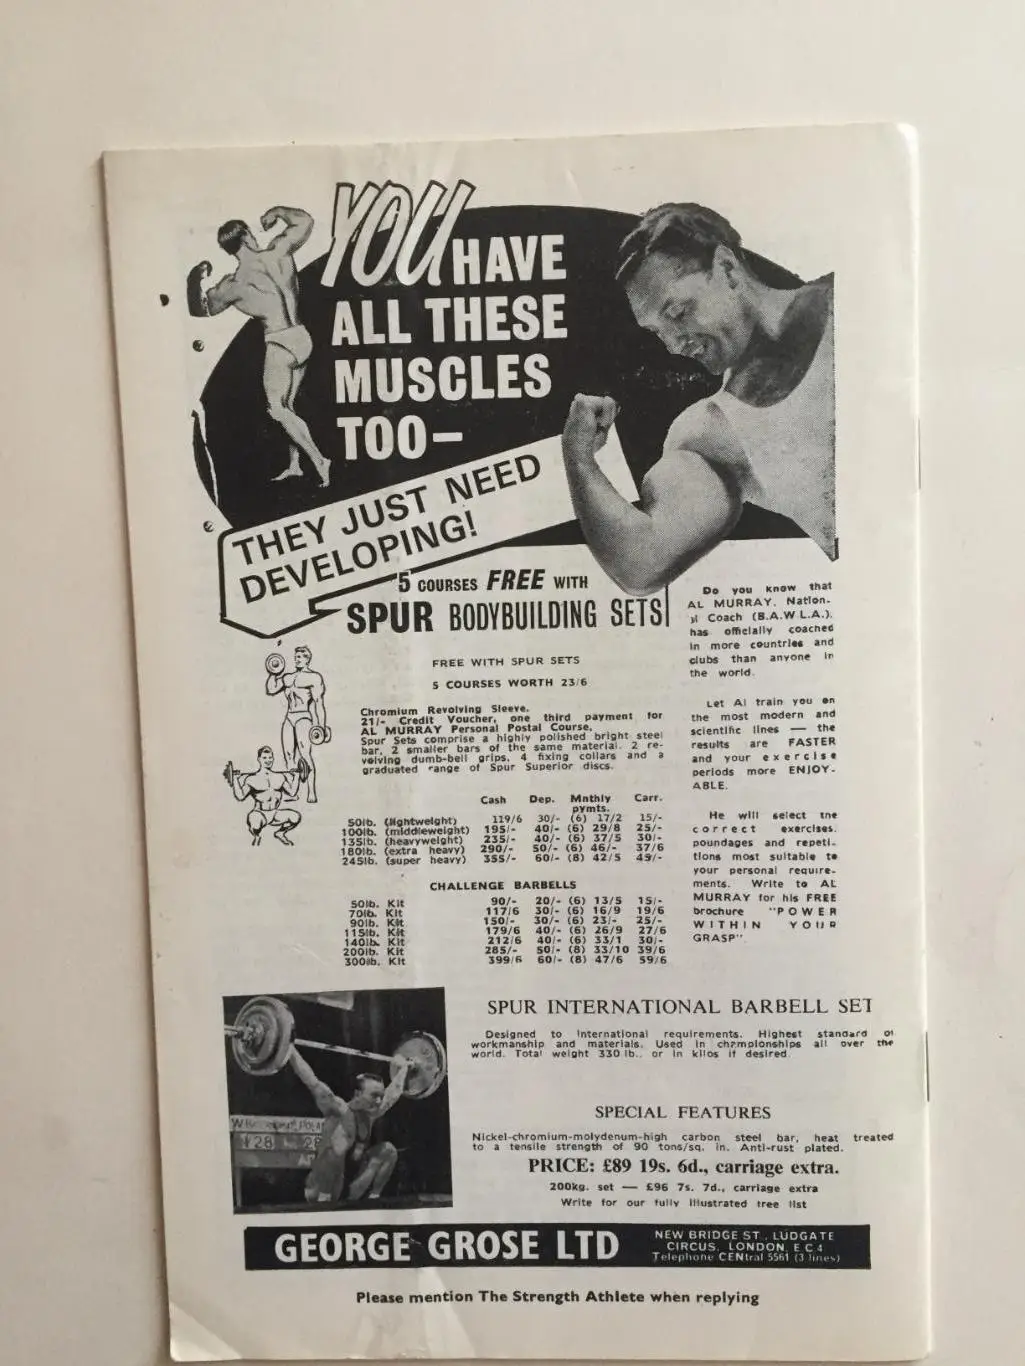 YOU HAVE
ALL THESE
MUSCLES
TOO—
THEY JUST NEED
DEVELOPING!
5 COURSES FREE WITH
SPUR BODYBUILDING SETS
FREE WITH SPUR SETS
5 COURSES WORTH 23/6
Chromium Revolving Sleeve.
21/- Credit Voucher, one third payment for
AL MURRAY Personal Postal Course,
Spur Sets comprise a highly polished bright steel
bar, 2 smaller bars of the same material. 2 re-
volving dumb-bell grips, 4 fixing collars and a
graduated range of Spur Superior discs.
Cash Dep. Mnthly Carr.
pymts.
50lb. (lightweight) 119/6 30/- (6) 17/2 15/-
100lb. (middleweight) 195/- 40/- (6) 29/8 25/-
135lb. (heavyweight) 235/- 40/- (6) 37/5 30/-
180lb. (extra heavy) 290/- 50/- (6) 46/- 37/6
245lb. (super heavy) 355/- 60/- (8) 42/5 45/-
CHALLENGE BARBELLS
50lb. Kit 90/- 20/- (6) 13/5 15/-
70lb. Kit 117/6 30/- (6) 16/9 19/6
90lb. Kit 150/- 30/- (6) 23/- 25/-
115lb. Kit 179/6 40/- (6) 26/9 27/6
140lb. Kit 212/6 40/- (6) 33/1 30/-
200lb. Kit 285/- 50/- (8) 33/10 39/6
300lb. Kit 399/6 60/- (8) 47/6 59/6
Do you know that
AL MURRAY, Nation-
al Coach (B.A.W L.A.),
has officially coached
in more countries and
clubs than anyone in
the world.
Let Al train you on
the most modern and
scientific lines — the
results are FASTER
and your exercise
periods more ENJOY-
ABLE.
He will select the
correct exercises,
poundages and repeti-
tions most suitable to
your personal require-
ments. Write to AL
MURRAY for his FREE
brochure "POWER
WITHIN YOUR
GRASP".
SPUR INTERNATIONAL BARBELL SET
Designed to International requirements. Highest standard of
workmanship and materials. Used in championships all over the
world. Total weight 330 lb., or in kilos if desired.
SPECIAL FEATURES
Nickel-chromium-molydenum-high carbon steel bar, heat treated
to a tensile strength of 90 tons/sq. in. Anti-rust plated.
PRICE: £89 19s. 6d., carriage extra.
200kg. set — £96 7s. 7d., carriage extra
Write for our fully illustrated free list
GEORGE GROSE LTD
NEW BRIDGE ST., LUDGATE
CIRCUS, LONDON, E C 4
Telephone CENtral 5561 (3 lines)
Please mention The Strength Athlete when replying